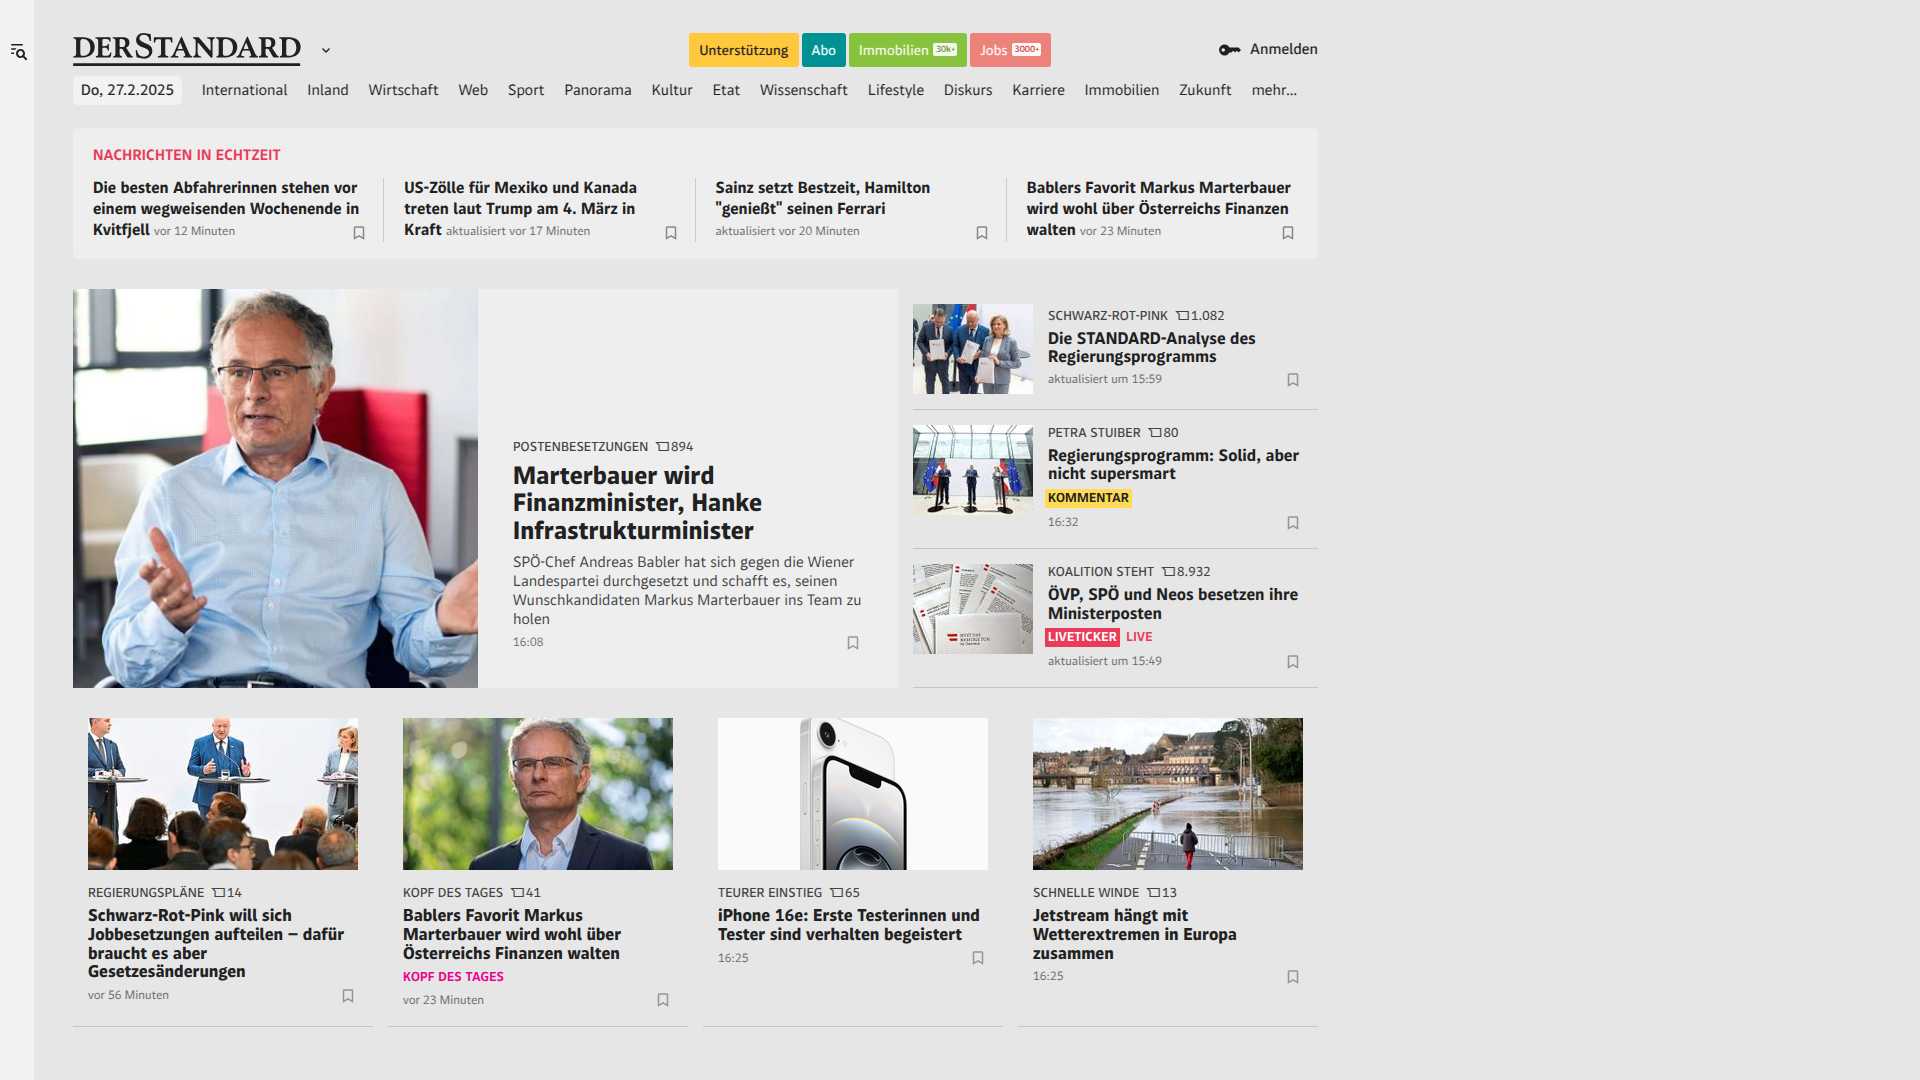 DERSTANDARD
Unterstützung
Abo
Immobilien 30k+
Jobs 3000+
Anmelden
Do, 27.2.2025
International
Inland
Wirtschaft
Web
Sport
Panorama
Kultur
Etat
Wissenschaft
Lifestyle
Diskurs
Karriere
Immobilien
Zukunft
mehr...
NACHRICHTEN IN ECHTZEIT
Die besten Abfahrerinnen stehen vor
einem wegweisenden Wochenende in
Kvitfjell vor 12 Minuten
US-Zölle für Mexiko und Kanada
treten laut Trump am 4. März in
Kraft aktualisiert vor 17 Minuten
Sainz setzt Bestzeit, Hamilton
"genießt" seinen Ferrari
aktualisiert vor 20 Minuten
Bablers Favorit Markus Marterbauer
wird wohl über Österreichs Finanzen
walten vor 23 Minuten
POSTENBESETZUNGEN 894
Marterbauer wird
Finanzminister, Hanke
Infrastrukturminister
SPÖ-Chef Andreas Babler hat sich gegen die Wiener
Landespartei durchgesetzt und schafft es, seinen
Wunschkandidaten Markus Marterbauer ins Team zu
holen
16:08
SCHWARZ-ROT-PINK 1.082
Die STANDARD-Analyse des
Regierungsprogramms
aktualisiert um 15:59
PETRA STUIBER 80
Regierungsprogramm: Solid, aber
nicht supersmart
KOMMENTAR
16:32
KOALITION STEHT 8.932
ÖVP, SPÖ und Neos besetzen ihre
Ministerposten
LIVETICKER LIVE
aktualisiert um 15:49
REGIERUNGSPLÄNE 14
Schwarz-Rot-Pink will sich
Jobbesetzungen aufteilen – dafür
braucht es aber
Gesetzesänderungen
vor 56 Minuten
KOPF DES TAGES 41
Bablers Favorit Markus
Marterbauer wird wohl über
Österreichs Finanzen walten
KOPF DES TAGES
vor 23 Minuten
TEURER EINSTIEG 65
iPhone 16e: Erste Testerinnen und
Tester sind verhalten begeistert
16:25
SCHNELLE WINDE 13
Jetstream hängt mit
Wetterextremen in Europa
zusammen
16:25